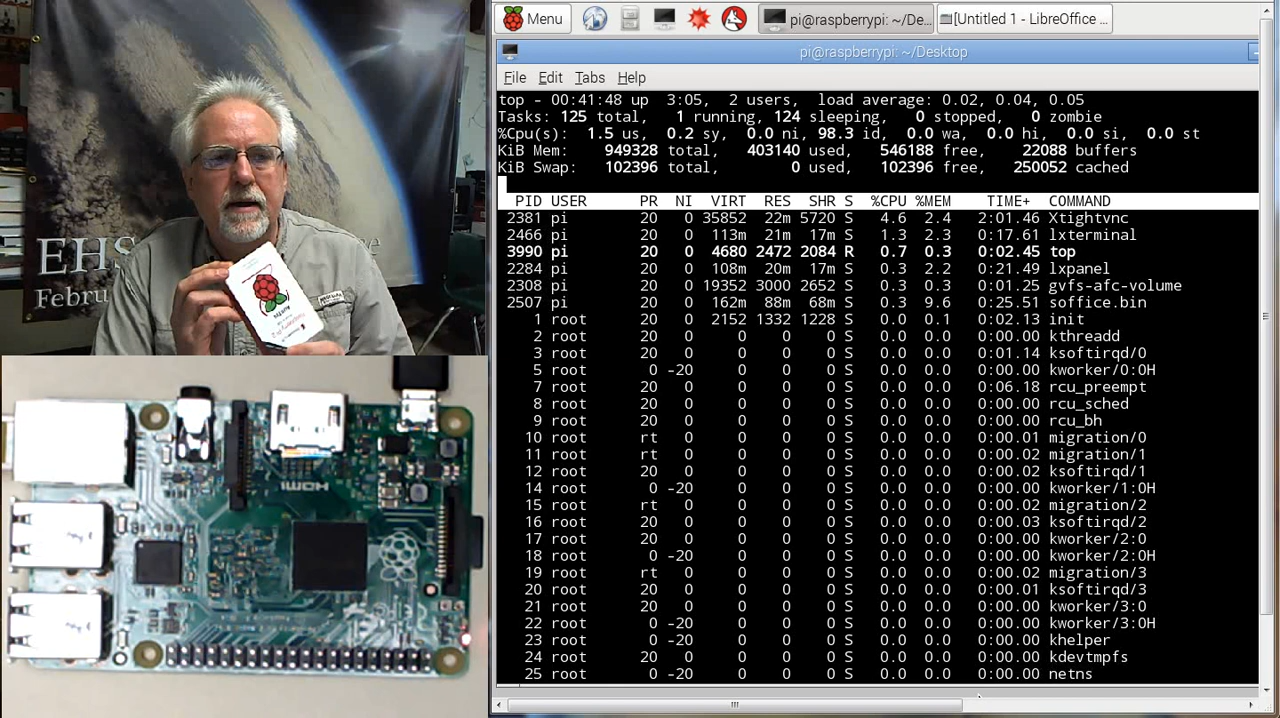 EHS
Febru
HDMI
Menu
pi@raspberrypi: ~/De...
[Untitled 1 - LibreOffice ...
pi@raspberrypi: ~/Desktop
File Edit Tabs Help
top - 00:41:48 up 3:05, 2 users, load average: 0.02, 0.04, 0.05
Tasks: 125 total, 1 running, 124 sleeping, 0 stopped, 0 zombie
%Cpu(s): 1.5 us, 0.2 sy, 0.0 ni, 98.3 id, 0.0 wa, 0.0 hi, 0.0 si, 0.0 st
KiB Mem: 949328 total, 403140 used, 546188 free, 22088 buffers
KiB Swap: 102396 total, 0 used, 102396 free, 250052 cached
PID USER PR NI VIRT RES SHR S %CPU %MEM TIME+ COMMAND
2381 pi 20 0 35852 22m 5720 S 4.6 2.4 2:01.46 Xtightvnc
2466 pi 20 0 113m 21m 17m S 1.3 2.3 0:17.61 lxterminal
3990 pi 20 0 4680 2472 2084 R 0.7 0.3 0:02.45 top
2284 pi 20 0 108m 20m 17m S 0.3 2.2 0:21.49 lxpanel
2308 pi 20 0 19352 3000 2652 S 0.3 0.3 0:01.25 gvfs-afc-volume
2507 pi 20 0 162m 88m 68m S 0.3 9.6 0:25.51 soffice.bin
1 root 20 0 2152 1332 1228 S 0.0 0.1 0:02.13 init
2 root 20 0 0 0 0 S 0.0 0.0 0:00.00 kthreadd
3 root 20 0 0 0 0 S 0.0 0.0 0:01.14 ksoftirqd/0
5 root 0 -20 0 0 0 S 0.0 0.0 0:00.00 kworker/0:0H
7 root 20 0 0 0 0 S 0.0 0.0 0:06.18 rcu_preempt
8 root 20 0 0 0 0 S 0.0 0.0 0:00.00 rcu_sched
9 root 20 0 0 0 0 S 0.0 0.0 0:00.00 rcu_bh
10 root rt 0 0 0 0 S 0.0 0.0 0:00.01 migration/0
11 root rt 0 0 0 0 S 0.0 0.0 0:00.02 migration/1
12 root 20 0 0 0 0 S 0.0 0.0 0:00.02 ksoftirqd/1
14 root 0 -20 0 0 0 S 0.0 0.0 0:00.00 kworker/1:0H
15 root rt 0 0 0 0 S 0.0 0.0 0:00.02 migration/2
16 root 20 0 0 0 0 S 0.0 0.0 0:00.03 ksoftirqd/2
17 root 20 0 0 0 0 S 0.0 0.0 0:00.00 kworker/2:0
18 root 0 -20 0 0 0 S 0.0 0.0 0:00.00 kworker/2:0H
19 root rt 0 0 0 0 S 0.0 0.0 0:00.02 migration/3
20 root 20 0 0 0 0 S 0.0 0.0 0:00.01 ksoftirqd/3
21 root 20 0 0 0 0 S 0.0 0.0 0:00.00 kworker/3:0
22 root 0 -20 0 0 0 S 0.0 0.0 0:00.00 kworker/3:0H
23 root 0 -20 0 0 0 S 0.0 0.0 0:00.00 khelper
24 root 20 0 0 0 0 S 0.0 0.0 0:00.00 kdevtmpfs
25 root 0 -20 0 0 0 S 0.0 0.0 0:00.00 netns